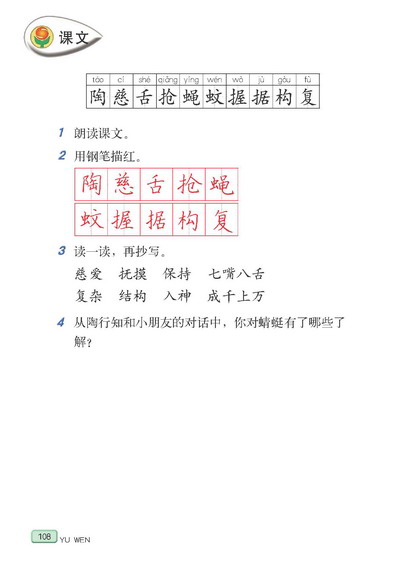 课文
táo cí shé qiǎng yíng wén wò jù gòu fù
陶慈舌抢蝇蚊握据构复
1 朗读课文。
2 用钢笔描红。
陶慈舌抢蝇
蚊握据构复
3 读一读，再抄写。
慈爱 抚摸 保持 七嘴八舌
复杂 结构 入神 成千上万
4 从陶行知和小朋友的对话中，你对蜻蜓有了哪些了
解？
108 YU WEN